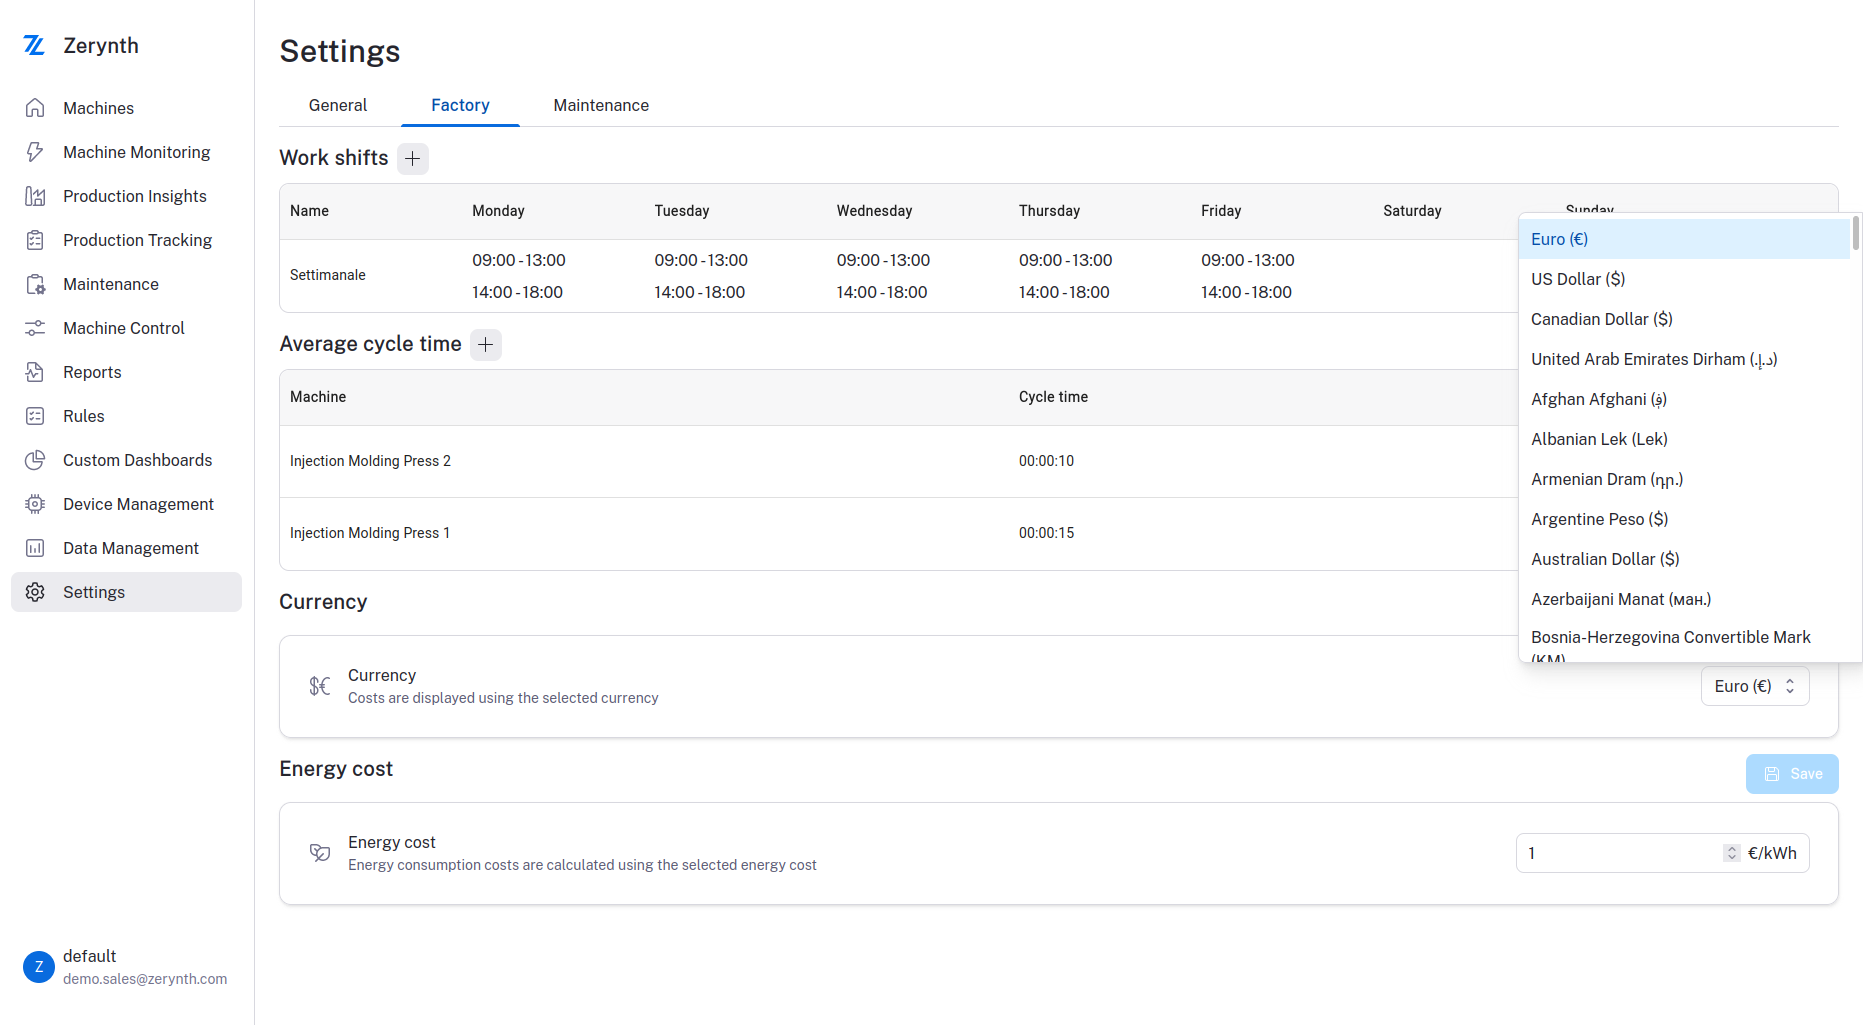 Zerynth
Machines
Machine Monitoring
Production Insights
Production Tracking
Maintenance
Machine Control
Reports
Rules
Custom Dashboards
Device Management
Data Management
Settings
Z
default
demo.sales@zerynth.com
Settings
General Factory Maintenance
Work shifts
Name Monday Tuesday Wednesday Thursday Friday Saturday Sunday
Settimanale
09:00 - 13:00 09:00 - 13:00 09:00 - 13:00 09:00 - 13:00 09:00 - 13:00
14:00 - 18:00 14:00 - 18:00 14:00 - 18:00 14:00 - 18:00 14:00 - 18:00
Average cycle time
Machine Cycle time
Injection Molding Press 2 00:00:10
Injection Molding Press 1 00:00:15
Euro (€)
US Dollar ($)
Canadian Dollar ($)
United Arab Emirates Dirham (د.إ.)
Afghan Afghani (؋)
Albanian Lek (Lek)
Armenian Dram (դր.)
Argentine Peso ($)
Australian Dollar ($)
Azerbaijani Manat (ман.)
Bosnia-Herzegovina Convertible Mark
(KM)
Currency
Currency
Costs are displayed using the selected currency
Euro (€)
Energy cost
Save
Energy cost
Energy consumption costs are calculated using the selected energy cost
1 €/kWh